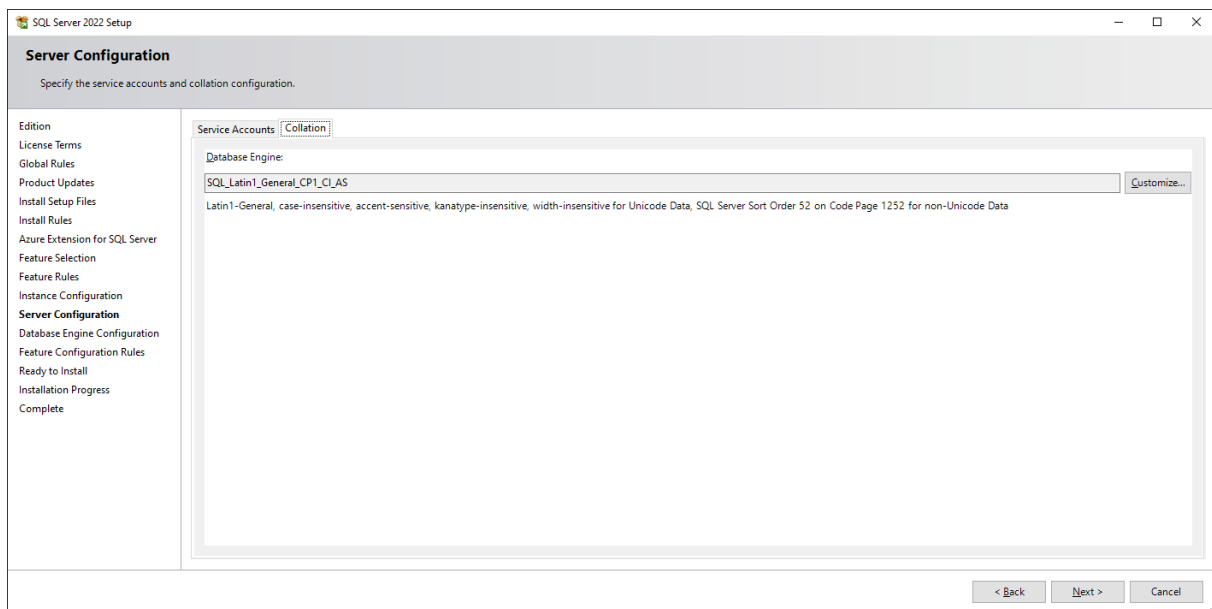 SQL Server 2022 Setup
Server Configuration
Specify the service accounts and collation configuration.
Edition
License Terms
Global Rules
Product Updates
Install Setup Files
Install Rules
Azure Extension for SQL Server
Feature Selection
Feature Rules
Instance Configuration
Server Configuration
Database Engine Configuration
Feature Configuration Rules
Ready to Install
Installation Progress
Complete
Service Accounts Collation
Database Engine:
SQL_Latin1_General_CP1_CI_AS Customize...
Latin1-General, case-insensitive, accent-sensitive, kanatype-insensitive, width-insensitive for Unicode Data, SQL Server Sort Order 52 on Code Page 1252 for non-Unicode Data
< Back Next > Cancel